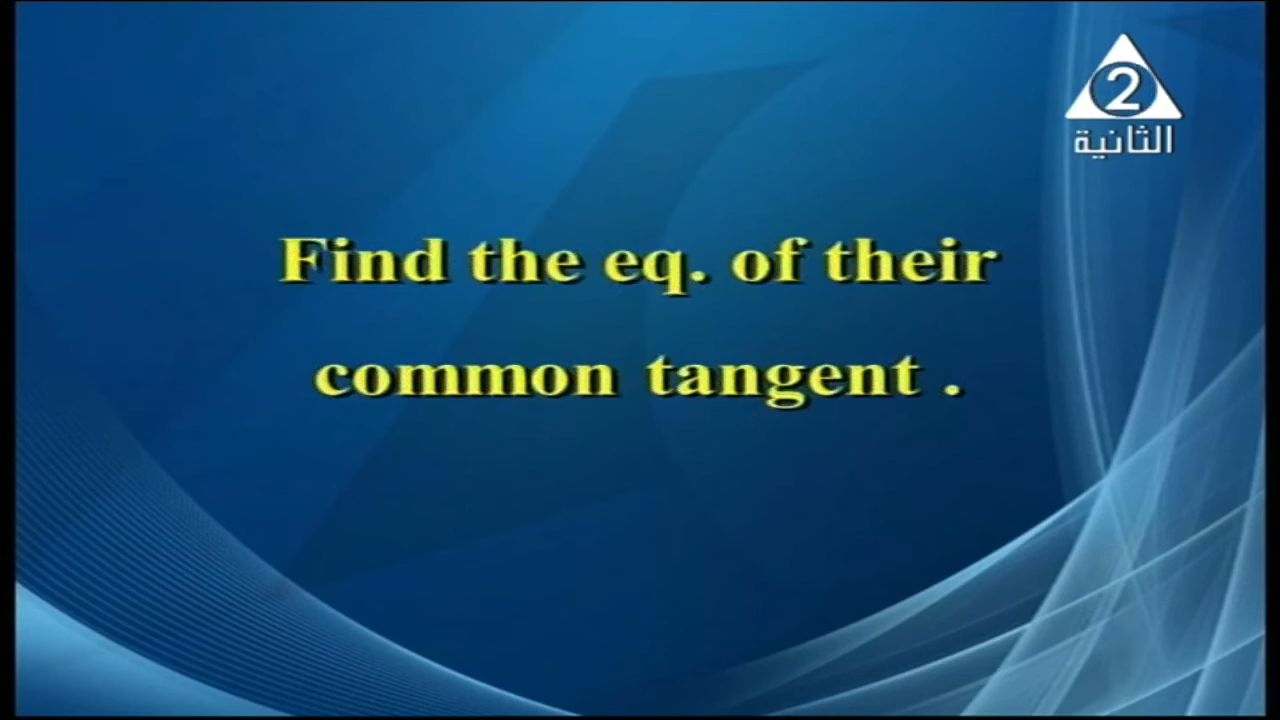 2
الثانية
Find the eq. of their
common tangent .